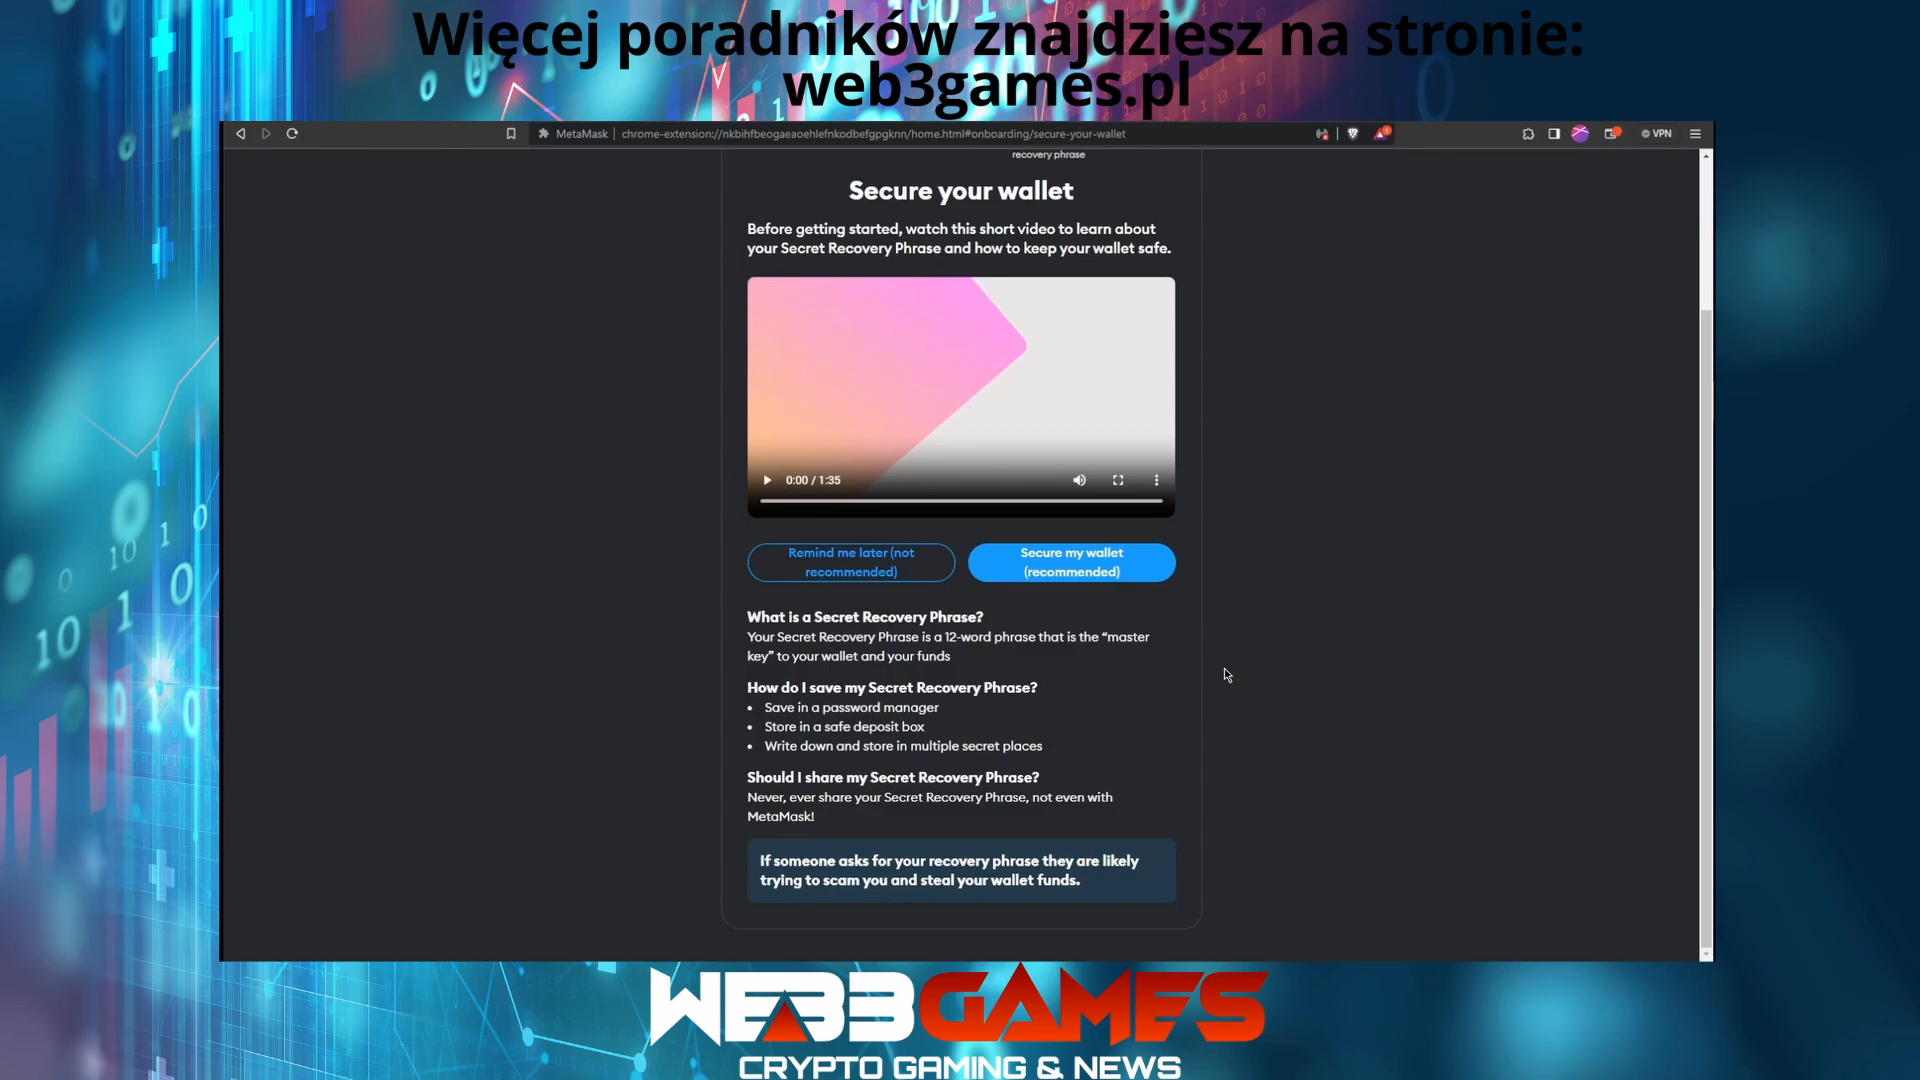 Więcej poradników znajdziesz na stronie:
web3games.pl
MetaMask chrome-extension://nkbihfbeogaeaoehlefnkodbefgpgknn/home.html#onboarding/secure-your-wallet VPN
recovery phrase
Secure your wallet
Before getting started, watch this short video to learn about
your Secret Recovery Phrase and how to keep your wallet safe.
0:00 / 1:35
Remind me later (not
recommended)
Secure my wallet
(recommended)
What is a Secret Recovery Phrase?
Your Secret Recovery Phrase is a 12-word phrase that is the “master
key” to your wallet and your funds
How do I save my Secret Recovery Phrase?
• Save in a password manager
• Store in a safe deposit box
• Write down and store in multiple secret places
Should I share my Secret Recovery Phrase?
Never, ever share your Secret Recovery Phrase, not even with
MetaMask!
If someone asks for your recovery phrase they are likely
trying to scam you and steal your wallet funds.
WEB3GAMES
CRYPTO GAMING & NEWS